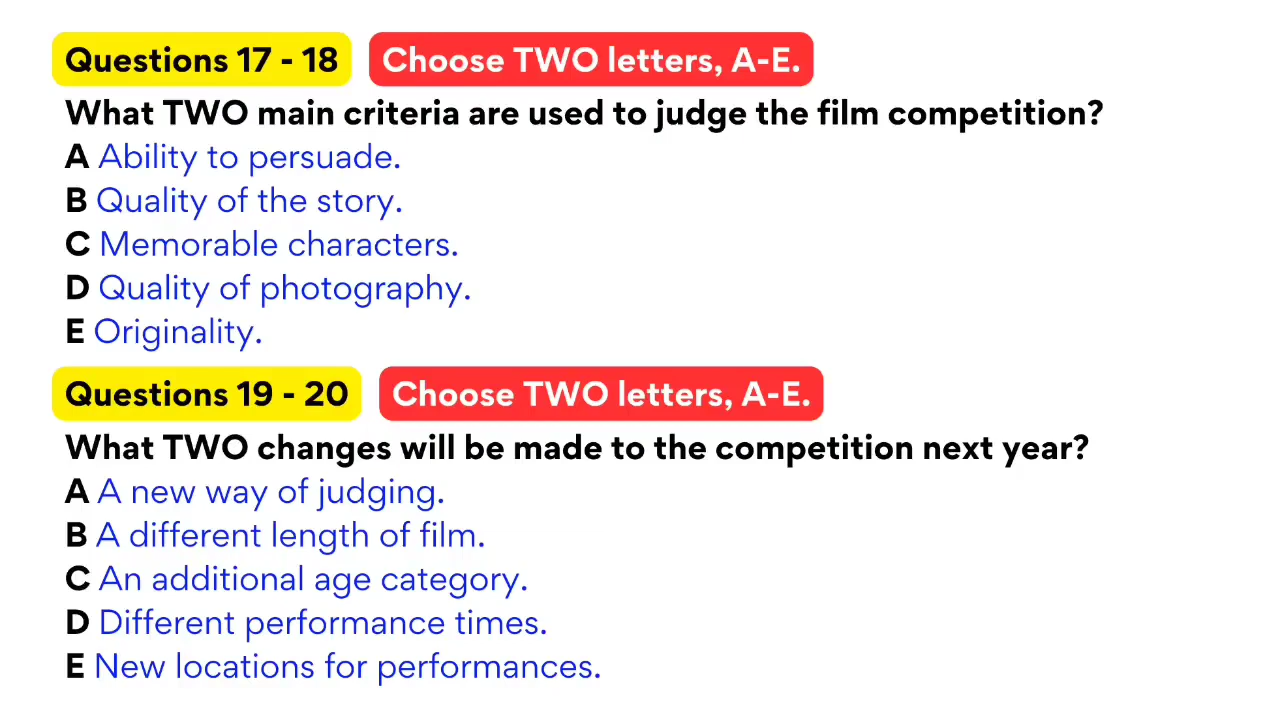 Questions 17 - 18 Choose TWO letters, A-E.
What TWO main criteria are used to judge the film competition?
A Ability to persuade.
B Quality of the story.
C Memorable characters.
D Quality of photography.
E Originality.
Questions 19 - 20 Choose TWO letters, A-E.
What TWO changes will be made to the competition next year?
A A new way of judging.
B A different length of film.
C An additional age category.
D Different performance times.
E New locations for performances.